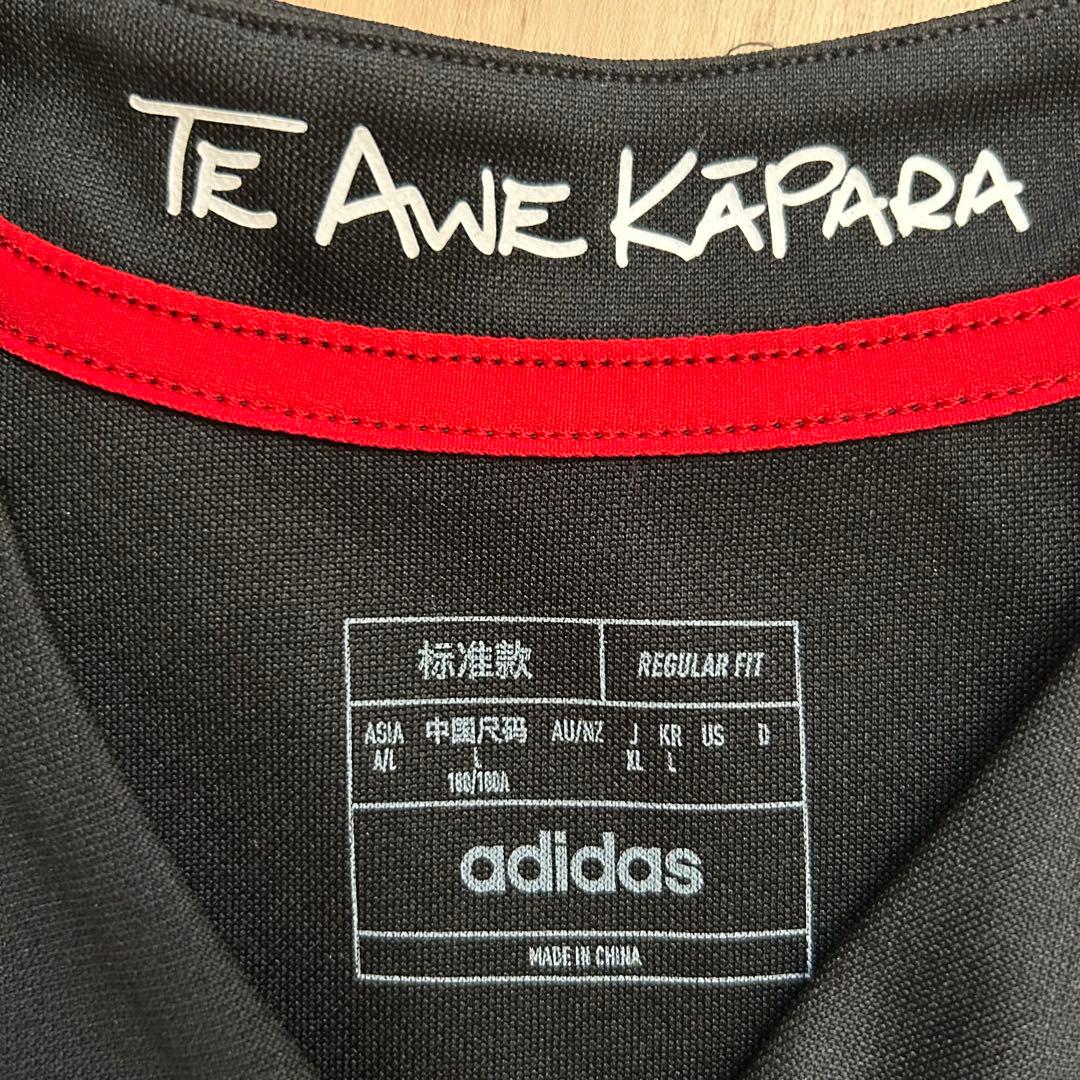 TE AWE KĀPARA
标准款 REGULAR FIT
ASIA 中国尺码 AU/NZ J KR US D
A/L L XL L
180/100A
adidas
MADE IN CHINA